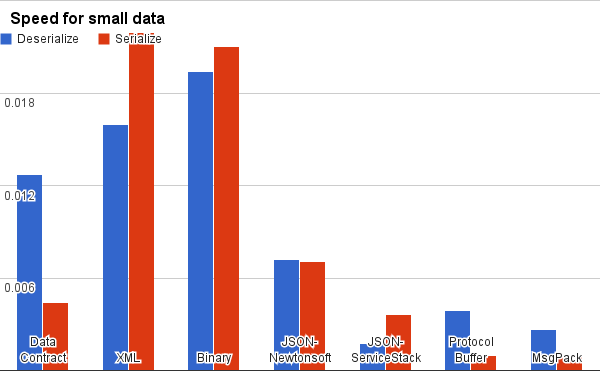 Speed for small data
Deserialize Serialize
0.018
0.012
0.006
Data
Contract
XML
Binary
JSON-
Newtonsoft
JSON-
ServiceStack
Protocol
Buffer
MsgPack